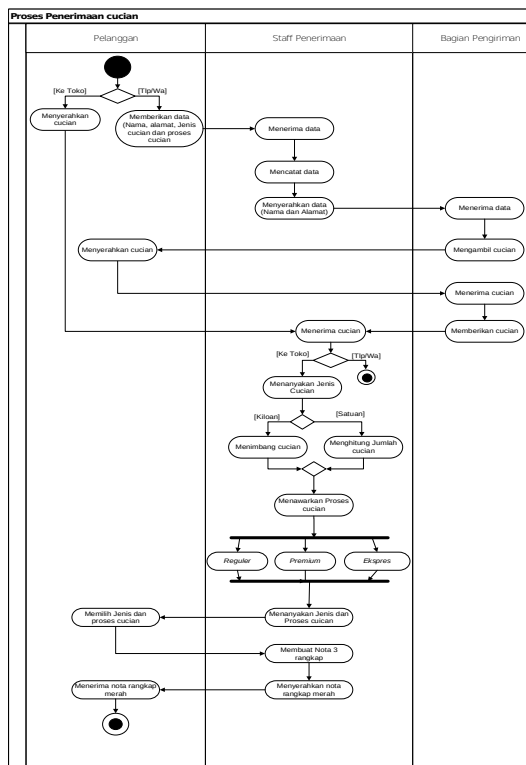 Proses Penerimaan cucian
Pelanggan
Staff Penerimaan
Bagian Pengiriman
[Ke Toko]
[Tlp/Wa]
Menyerahkan
cucian
Memberikan data
(Nama, alamat, Jenis
cucian dan proses
cucian
Menerima data
Mencatat data
Menyerahkan data
(Nama dan Alamat)
Menerima data
Menyerahkan cucian
Mengambil cucian
Menerima cucian
Menerima cucian
Memberikan cucian
[Ke Toko]
[Tlp/Wa]
Menanyakan Jenis
Cucian
[Kiloan]
[Satuan]
Menimbang cucian
Menghitung Jumlah
cucian
Menawarkan Proses
cucian
Reguler
Premium
Ekspres
Memilih Jenis dan
proses cucian
Menanyakan Jenis dan
Proses cuican
Membuat Nota 3
rangkap
Menerima nota rangkap
merah
Menyerahkan nota
rangkap merah